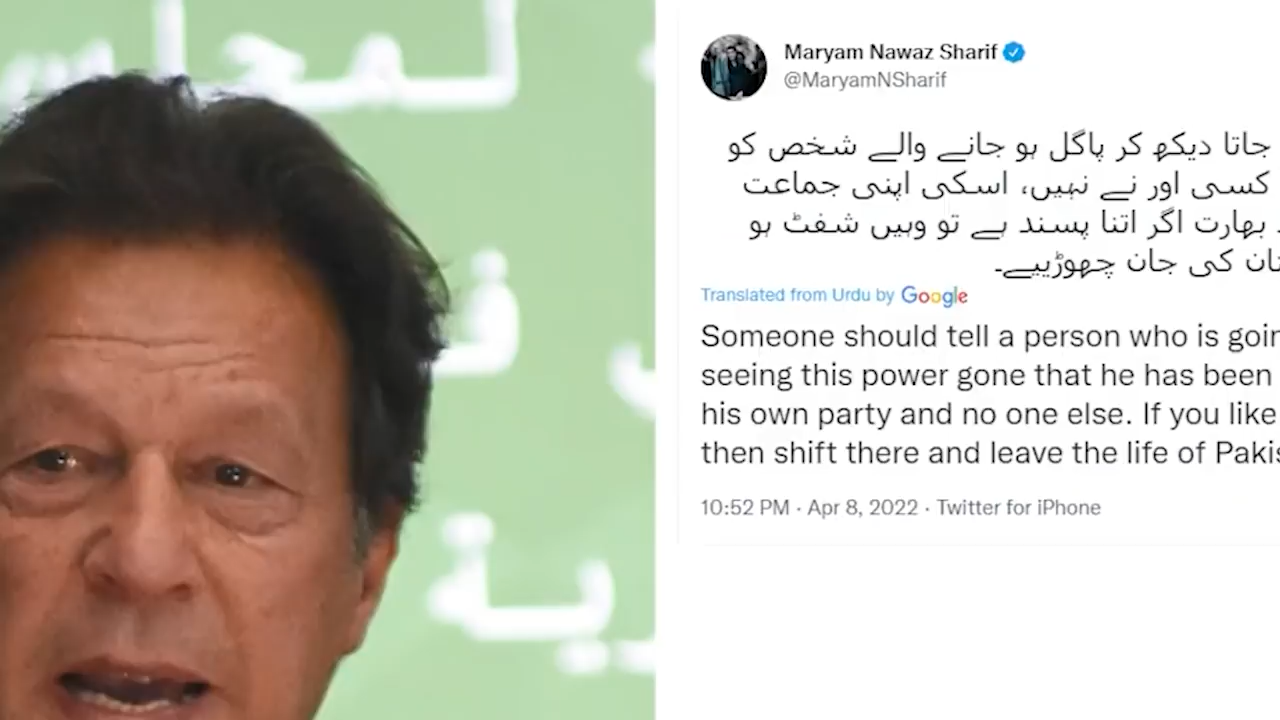 Maryam Nawaz Sharif
@MaryamNSharif
جاتا دیکھ کر پاگل ہو جانے والے شخص کو
کسی اور نے نہیں، اسکی اپنی جماعت
بھارت اگر اتنا پسند ہے تو وہیں شفٹ ہو
کی جان چھوڑییے۔
Translated from Urdu by Google
Someone should tell a person who is
seeing this power gone that he has been
his own party and no one else. If you like
then shift there and leave the life of
10:52 PM · Apr 8, 2022 · Twitter for iPhone